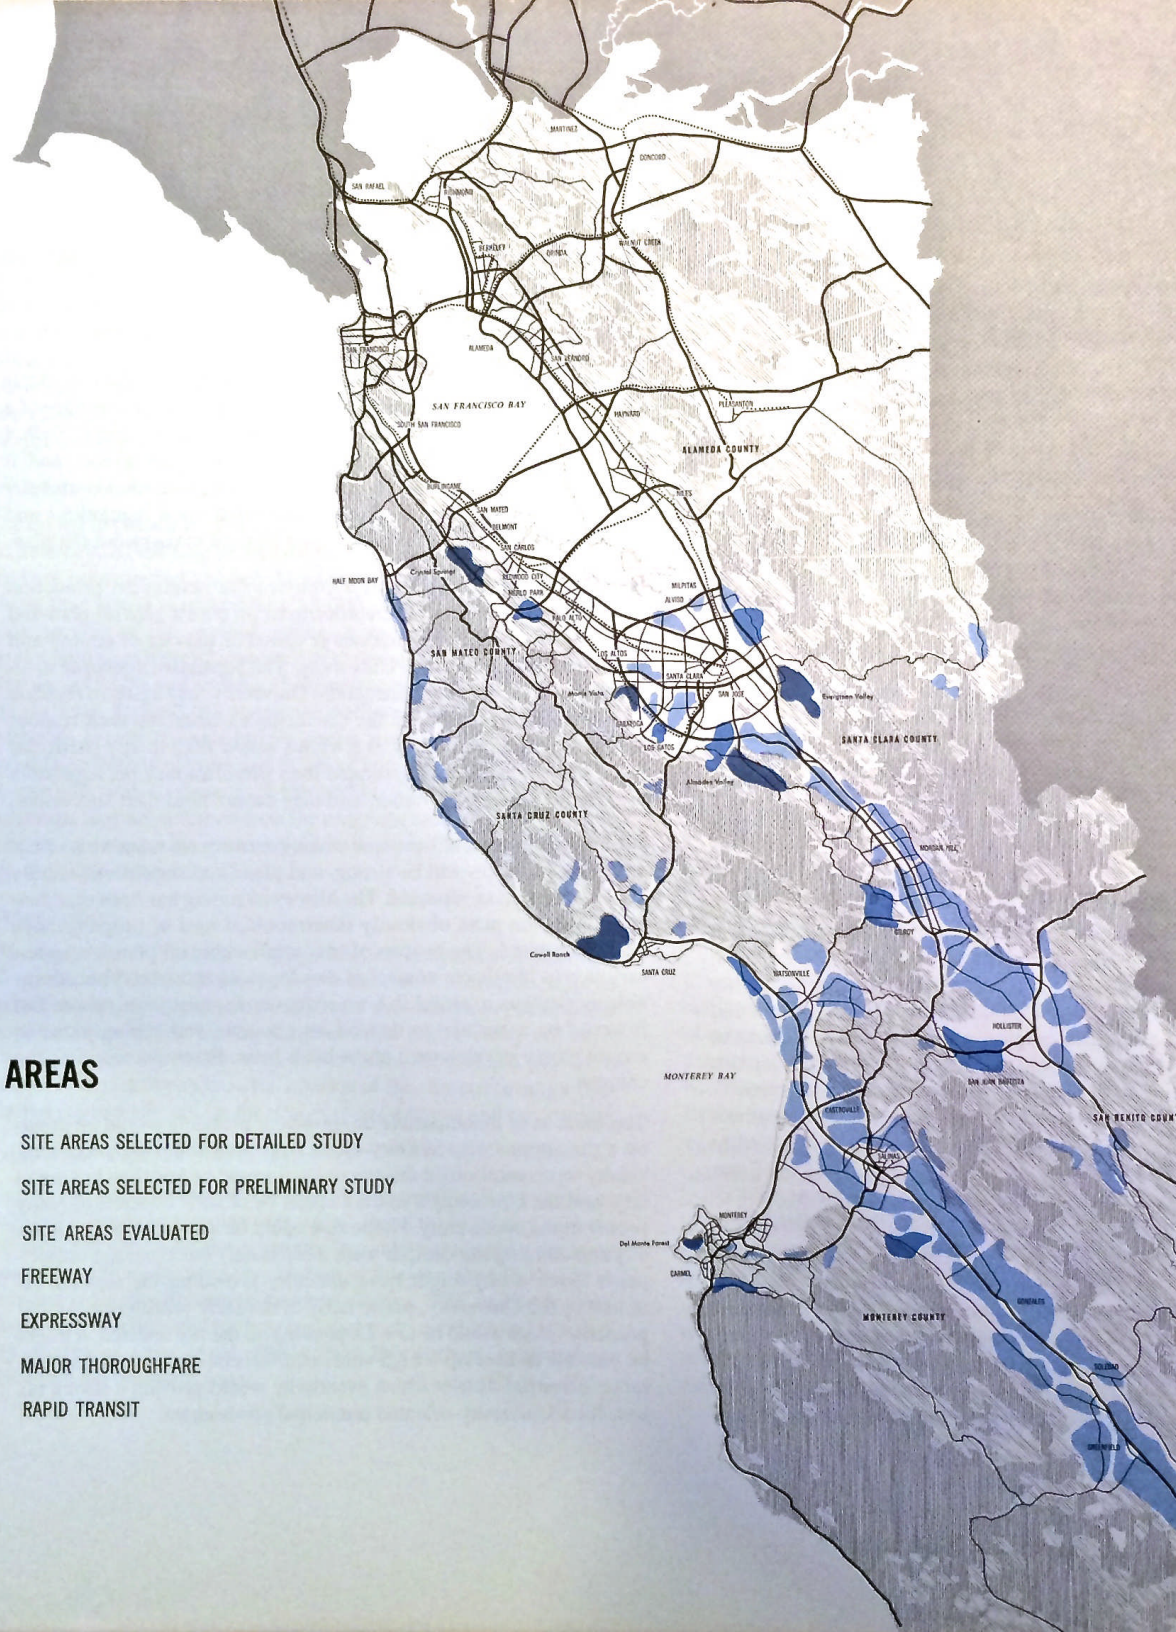 MARTINEZ
CONCORD
SAN RAFAEL
RICHMOND
BERKELEY
ORINDA
WALNUT CREEK
SAN FRANCISCO
ALAMEDA
SAN LEANDRO
SAN FRANCISCO BAY
PLEASANTON
HAYWARD
SOUTH SAN FRANCISCO
ALAMEDA COUNTY
BURLINGAME
NILES
SAN MATEO
BELMONT
SAN CARLOS
Crystal Springs
HALF MOON BAY
REDWOOD CITY
MENLO PARK
MILPITAS
ALVISO
PALO ALTO
SAN MATEO COUNTY
LOS ALTOS
SANTA CLARA
Monta Vista
SAN JOSE
Evergreen Valley
SARATOGA
SANTA CLARA COUNTY
LOS GATOS
Almaden Valley
SANTA CRUZ COUNTY
MORGAN HILL
GILROY
Cowell Ranch
SANTA CRUZ
WATSONVILLE
HOLLISTER
MONTEREY BAY
SAN JUAN BAUTISTA
CASTROVILLE
SAN BENITO COUN
SALINAS
MONTEREY
Del Monte Forest
CARMEL
GONZALES
MONTEREY COUNTY
SOLEDAD
GREENFIELD
AREAS
SITE AREAS SELECTED FOR DETAILED STUDY
SITE AREAS SELECTED FOR PRELIMINARY STUDY
SITE AREAS EVALUATED
FREEWAY
EXPRESSWAY
MAJOR THOROUGHFARE
RAPID TRANSIT